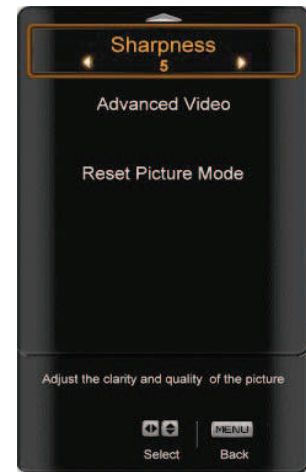 Sharpness
5
Advanced Video
Reset Picture Mode
Adjust the clarity and quality of the picture
MENU
Select Back